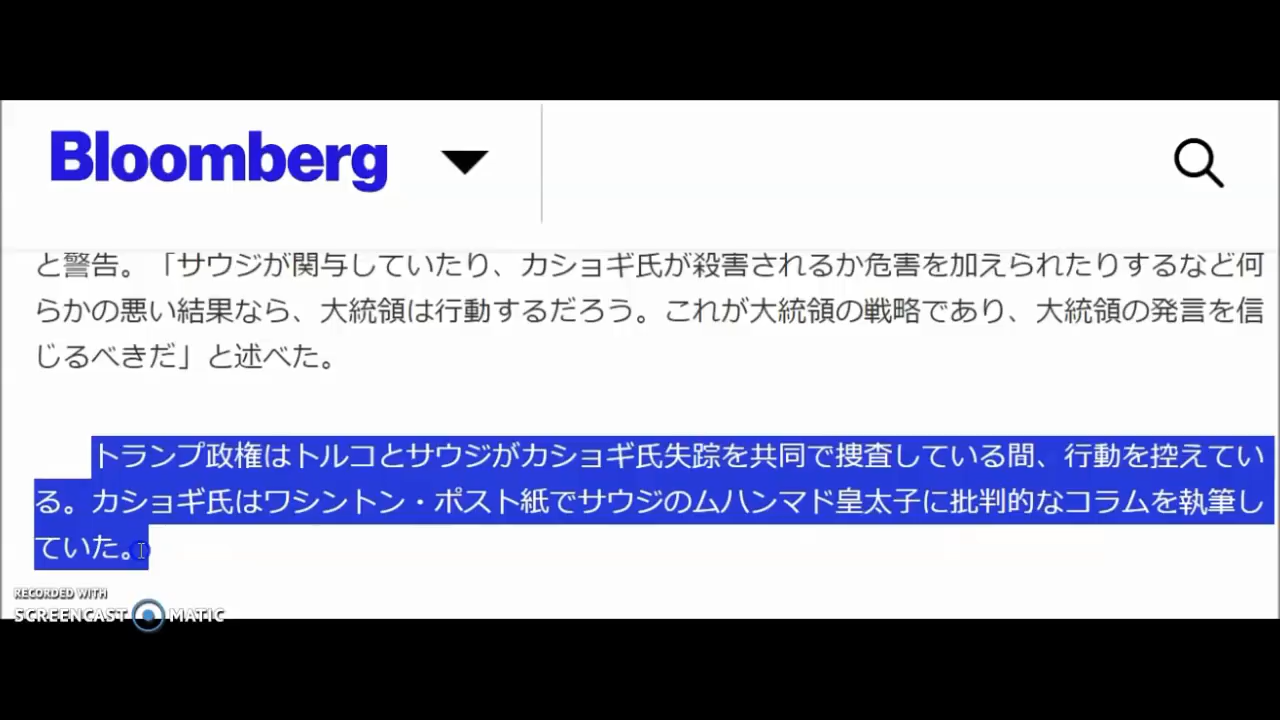 Bloomberg
と警告。「サウジが関与していたり、カショギ氏が殺害されるか危害を加えられたりするなど何
らかの悪い結果なら、大統領は行動するだろう。これが大統領の戦略であり、大統領の発言を信
じるべきだ」と述べた。
トランプ政権はトルコとサウジがカショギ氏失踪を共同で捜査している間、行動を控えてい
る。カショギ氏はワシントン・ポスト紙でサウジのムハンマド皇太子に批判的なコラムを執筆し
ていた。
RECORDED WITH
SCREENCAST MATIC